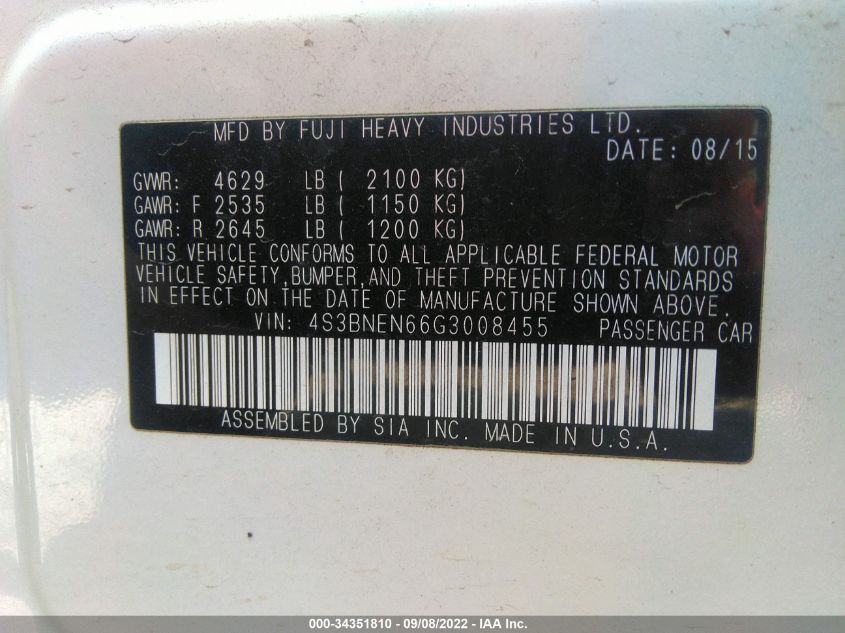 MFD BY FUJI HEAVY INDUSTRIES LTD.
DATE: 08/15
GVWR: 4629 LB ( 2100 KG)
GAWR: F 2535 LB ( 1150 KG)
GAWR: R 2645 LB ( 1200 KG)
THIS VEHICLE CONFORMS TO ALL APPLICABLE FEDERAL MOTOR
VEHICLE SAFETY,BUMPER,AND THEFT PREVENTION STANDARDS
IN EFFECT ON THE DATE OF MANUFACTURE SHOWN ABOVE.
VIN: 4S3BNEN66G3008455 PASSENGER CAR
ASSEMBLED BY SIA INC. MADE IN U.S.A.
000-34351810 - 09/08/2022 - IAA Inc.